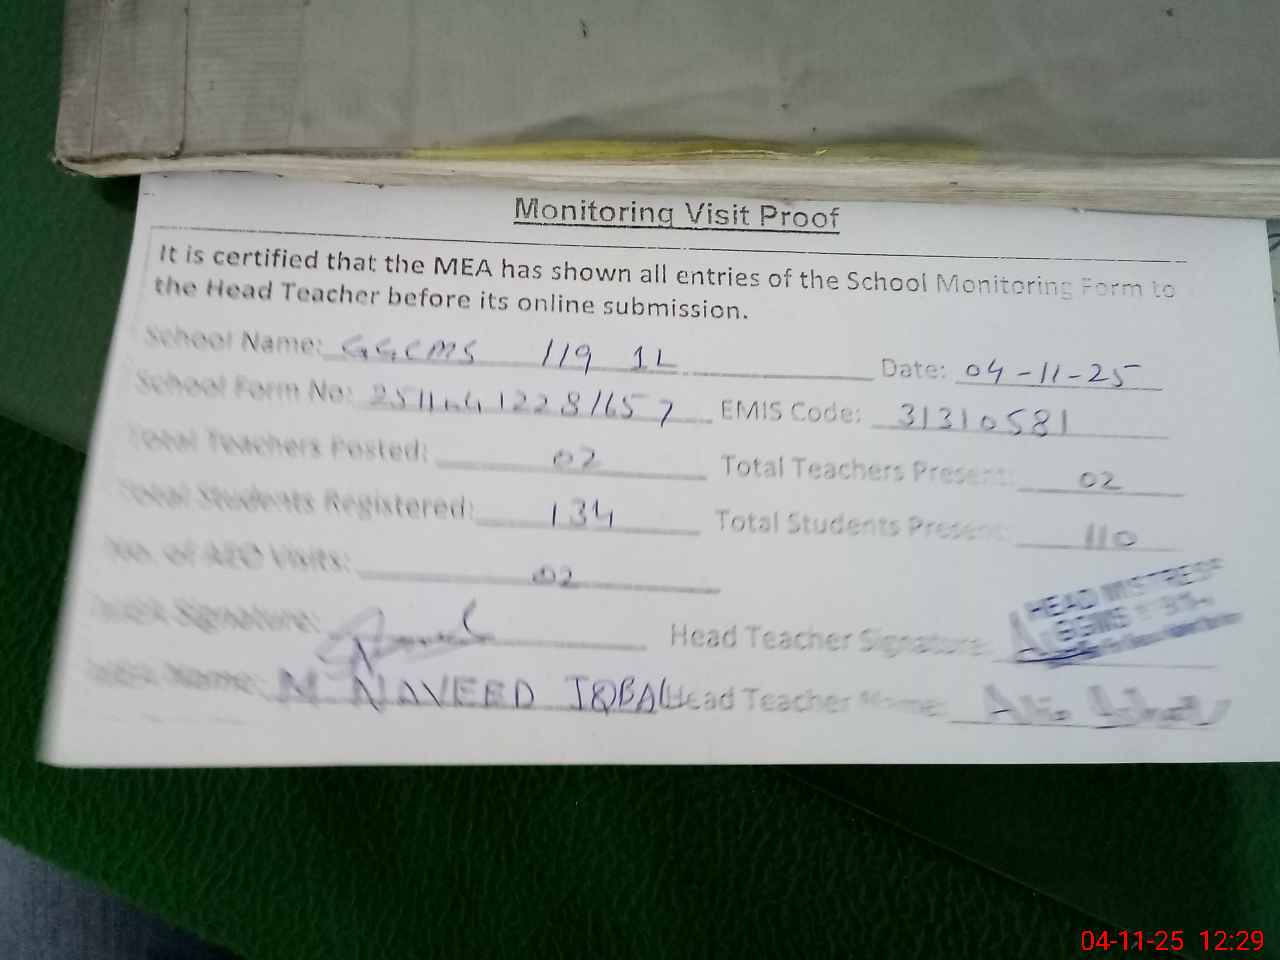 Monitoring Visit Proof
It is certified that the MEA has shown all entries of the School Monitoring Form to
the Head Teacher before its online submission.
School Name: GGCMS 119 1L Date: 04-11-25
School Form No: EMIS Code: 31310581
Total Teachers Posted: 02 Total Teachers Present: 02
Total Students Registered: 134 Total Students Present: 110
No. of AEO Visits: 02
MEA Signature: Head Teacher Signature:
HEAD MISTRESS
MEA Name: M NAVEED IQBAL Head Teacher Name:
04-11-25 12:29